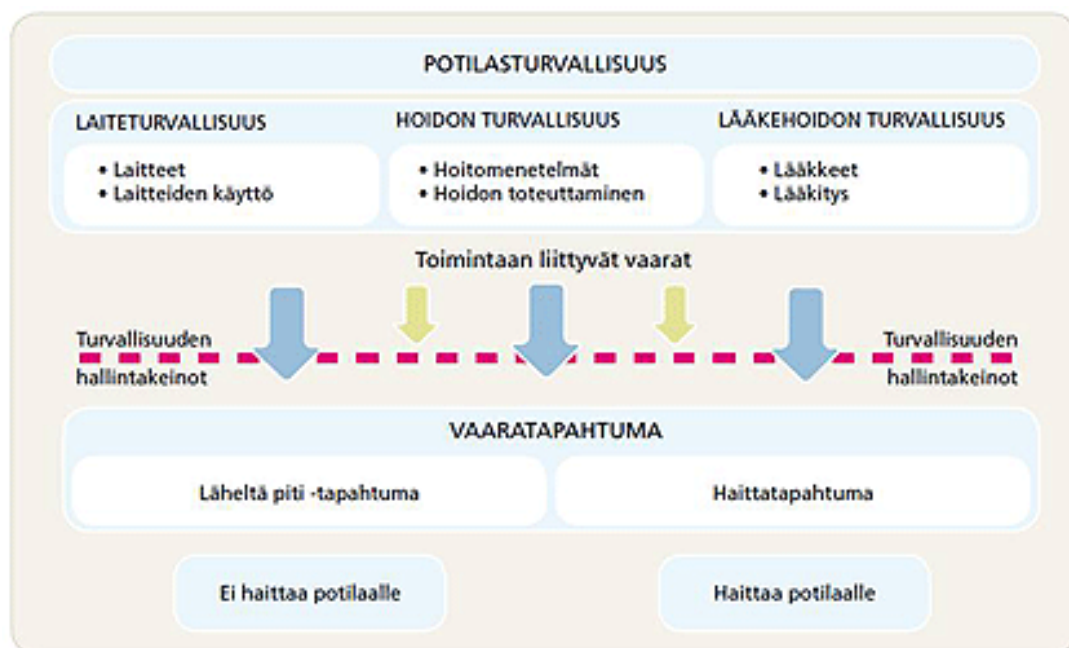 POTILASTURVALLISUUS
LAITETURVALLISUUS
• Laitteet
• Laitteiden käyttö
HOIDON TURVALLISUUS
• Hoitomenetelmät
• Hoidon toteuttaminen
LÄÄKEHOIDON TURVALLISUUS
• Lääkkeet
• Lääkitys
Toimintaan liittyvät vaarat
Turvallisuuden
hallintakeinot
Turvallisuuden
hallintakeinot
VAARATAPAHTUMA
Läheltä piti -tapahtuma
Haittatapahtuma
Ei haittaa potilaalle
Haittaa potilaalle